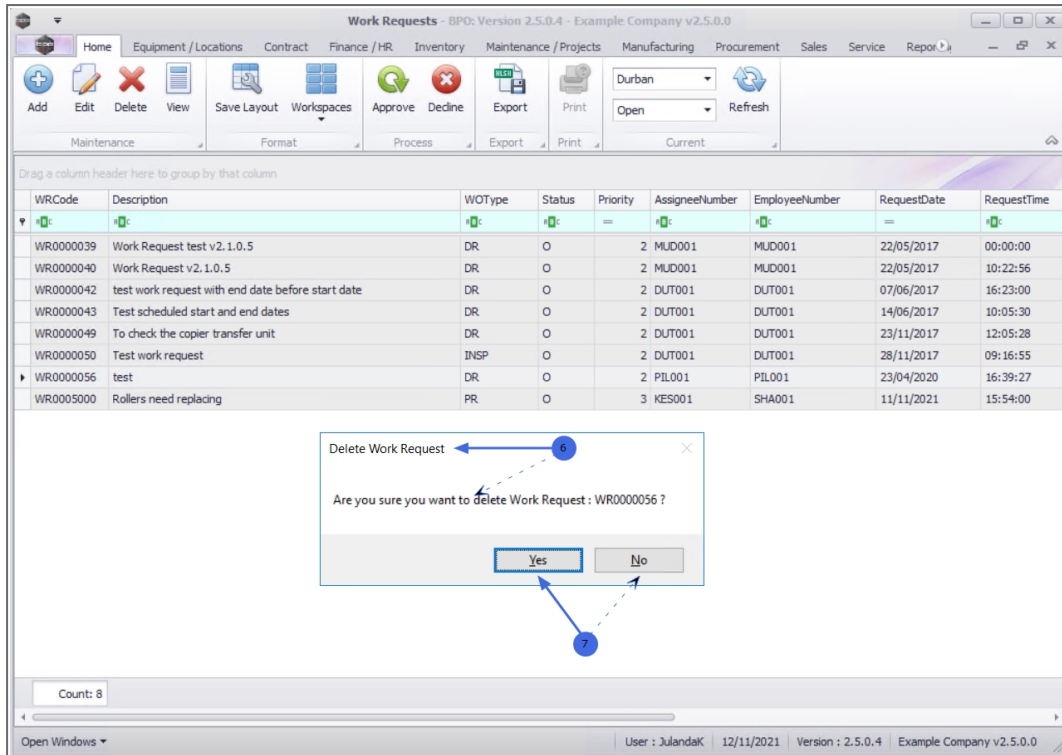 Work Requests - BPO: Version 2.5.0.4 - Example Company v2.5.0.0
Home Equipment / Locations Contract Finance / HR Inventory Maintenance / Projects Manufacturing Procurement Sales Service Repor
Add Edit Delete View Save Layout Workspaces Approve Decline Export Print Durban Open Refresh
Maintenance Format Process Export Print Current
Drag a column header here to group by that column
WRCode Description WOType Status Priority AssigneeNumber EmployeeNumber RequestDate RequestTime
WR0000039 Work Request test v2.1.0.5 DR O 2 MUD001 MUD001 22/05/2017 00:00:00
WR0000040 Work Request v2.1.0.5 DR O 2 MUD001 MUD001 22/05/2017 10:22:56
WR0000042 test work request with end date before start date DR O 2 DUT001 DUT001 07/06/2017 16:23:00
WR0000043 Test scheduled start and end dates DR O 2 DUT001 DUT001 14/06/2017 10:05:30
WR0000049 To check the copier transfer unit DR O 2 DUT001 DUT001 23/11/2017 12:05:28
WR0000050 Test work request INSP O 2 DUT001 DUT001 28/11/2017 09:16:55
WR0000056 test DR O 2 PIL001 PIL001 23/04/2020 16:39:27
WR0005000 Rollers need replacing PR O 3 KES001 SHA001 11/11/2021 15:54:00
Delete Work Request 6
Are you sure you want to delete Work Request : WR0000056 ?
Yes No
7
Count: 8
Open Windows User : JulandaK 12/11/2021 Version : 2.5.0.4 Example Company v2.5.0.0